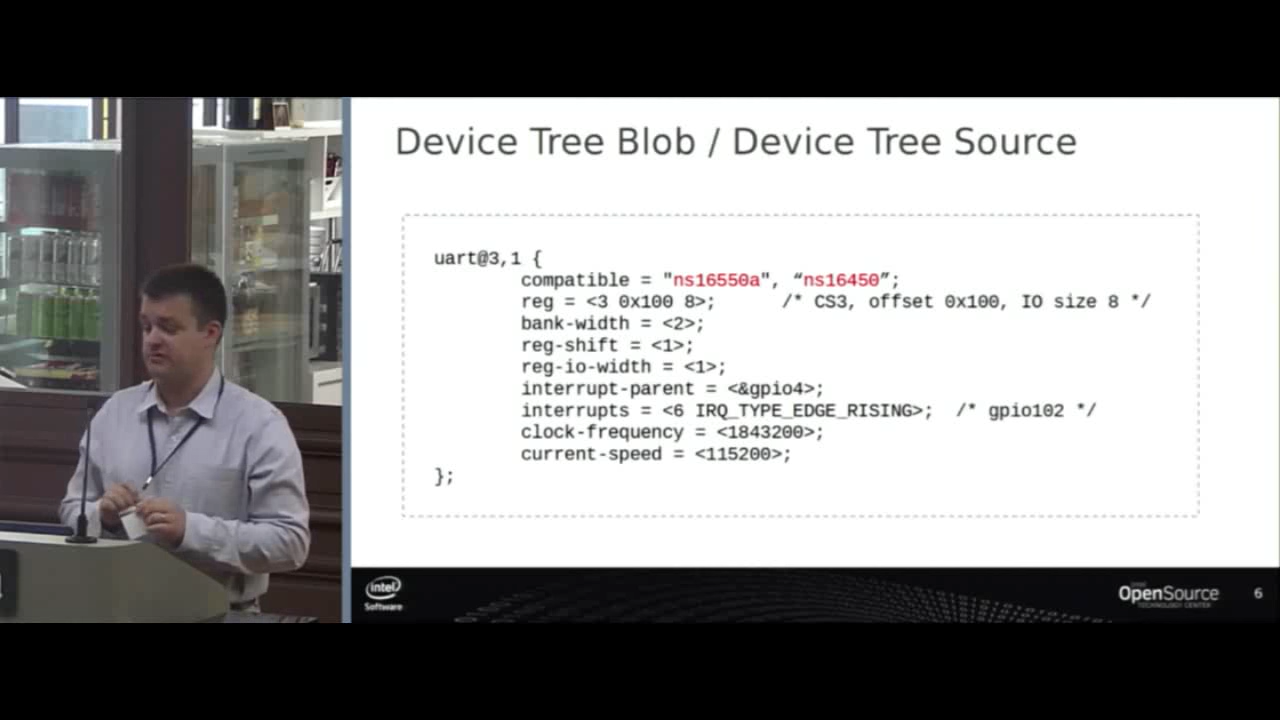 Device Tree Blob / Device Tree Source
uart@3,1 {
compatible = "ns16550a", “ns16450”;
reg = <3 0x100 8>; /* CS3, offset 0x100, IO size 8 */
bank-width = <2>;
reg-shift = <1>;
reg-io-width = <1>;
interrupt-parent = <&gpio4>;
interrupts = <6 IRQ_TYPE_EDGE_RISING>; /* gpio102 */
clock-frequency = <1843200>;
current-speed = <115200>;
};
intel
Software
OpenSource
TECHNOLOGY CENTER
6